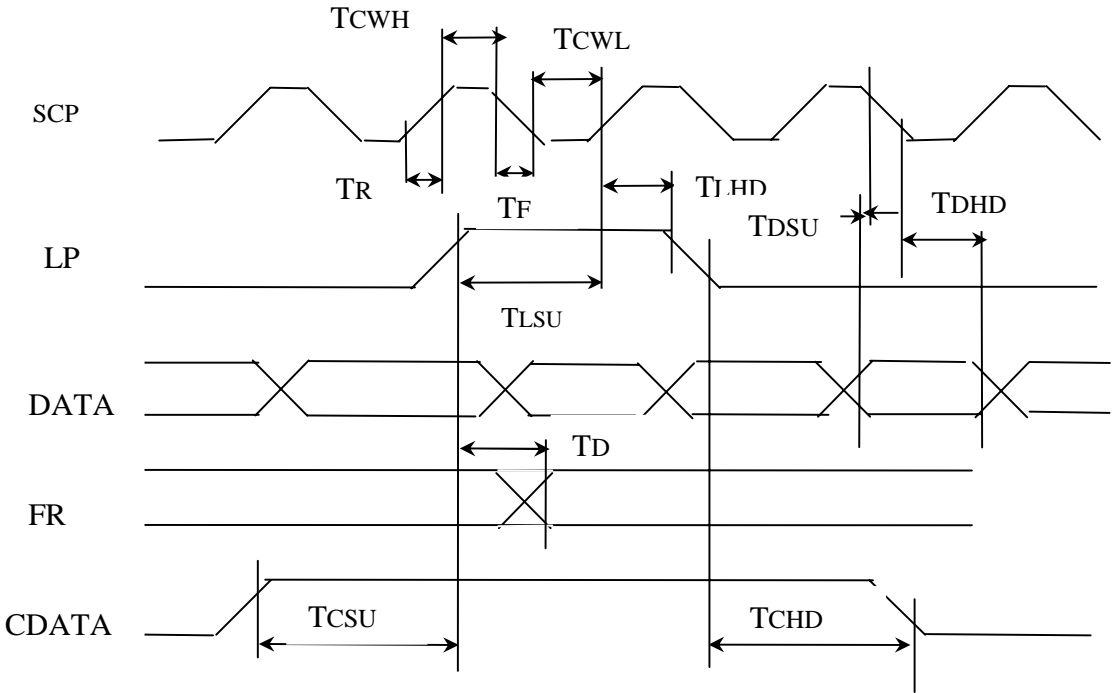 TCWH
TCWL
SCP
TR
TF
TLHD
TDSU
TDHD
LP
TLSU
DATA
TD
FR
CDATA
TCSU
TCHD